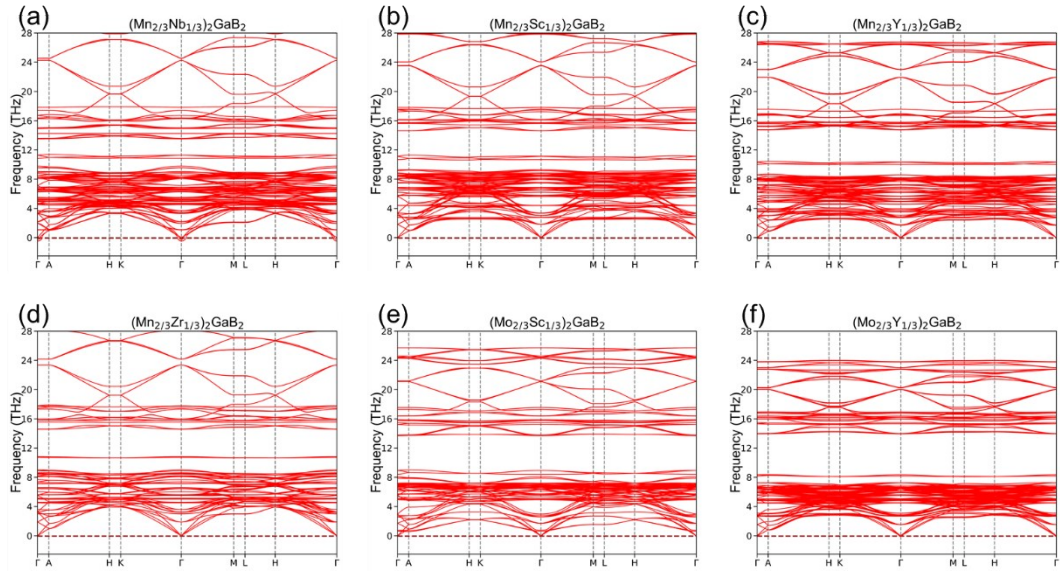 (a) (Mn2/3Nb1/3)2GaB2
(b) (Mn2/3Sc1/3)2GaB2
(c) (Mn2/3Y1/3)2GaB2
28 28 28
24 24 24
20 20 20
16 16 16
12 12 12
8 8 8
4 4 4
0 0 0
Frequency (THz) Frequency (THz) Frequency (THz)
Γ A H K Γ M L H Γ
Γ A H K Γ M L H Γ
Γ A H K Γ M L H Γ
(d) (Mn2/3Zr1/3)2GaB2
(e) (Mo2/3Sc1/3)2GaB2
(f) (Mo2/3Y1/3)2GaB2
28 28 28
24 24 24
20 20 20
16 16 16
12 12 12
8 8 8
4 4 4
0 0 0
Frequency (THz) Frequency (THz) Frequency (THz)
Γ A H K Γ M L H Γ
Γ A H K Γ M L H Γ
Γ A H K Γ M L H Γ